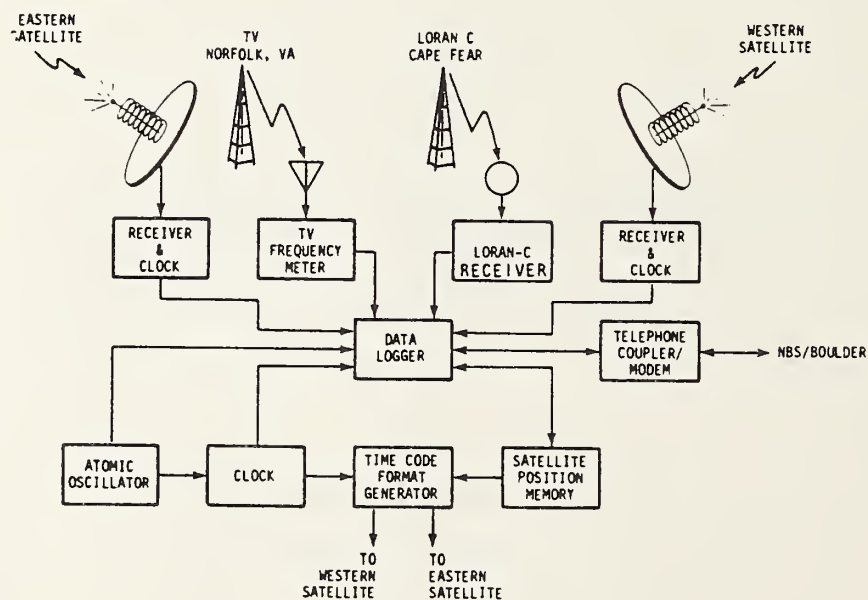 EASTERN
SATELLITE
TV
NORFOLK, VA
LORAN C
CAPE FEAR
WESTERN
SATELLITE
RECEIVER
&
CLOCK
TV
FREQUENCY
METER
LORAN-C
RECEIVER
RECEIVER
&
CLOCK
DATA
LOGGER
TELEPHONE
COUPLER/
MODEM
NBS/BOULDER
ATOMIC
OSCILLATOR
CLOCK
TIME CODE
FORMAT
GENERATOR
SATELLITE
POSITION
MEMORY
TO
WESTERN
SATELLITE
TO
EASTERN
SATELLITE